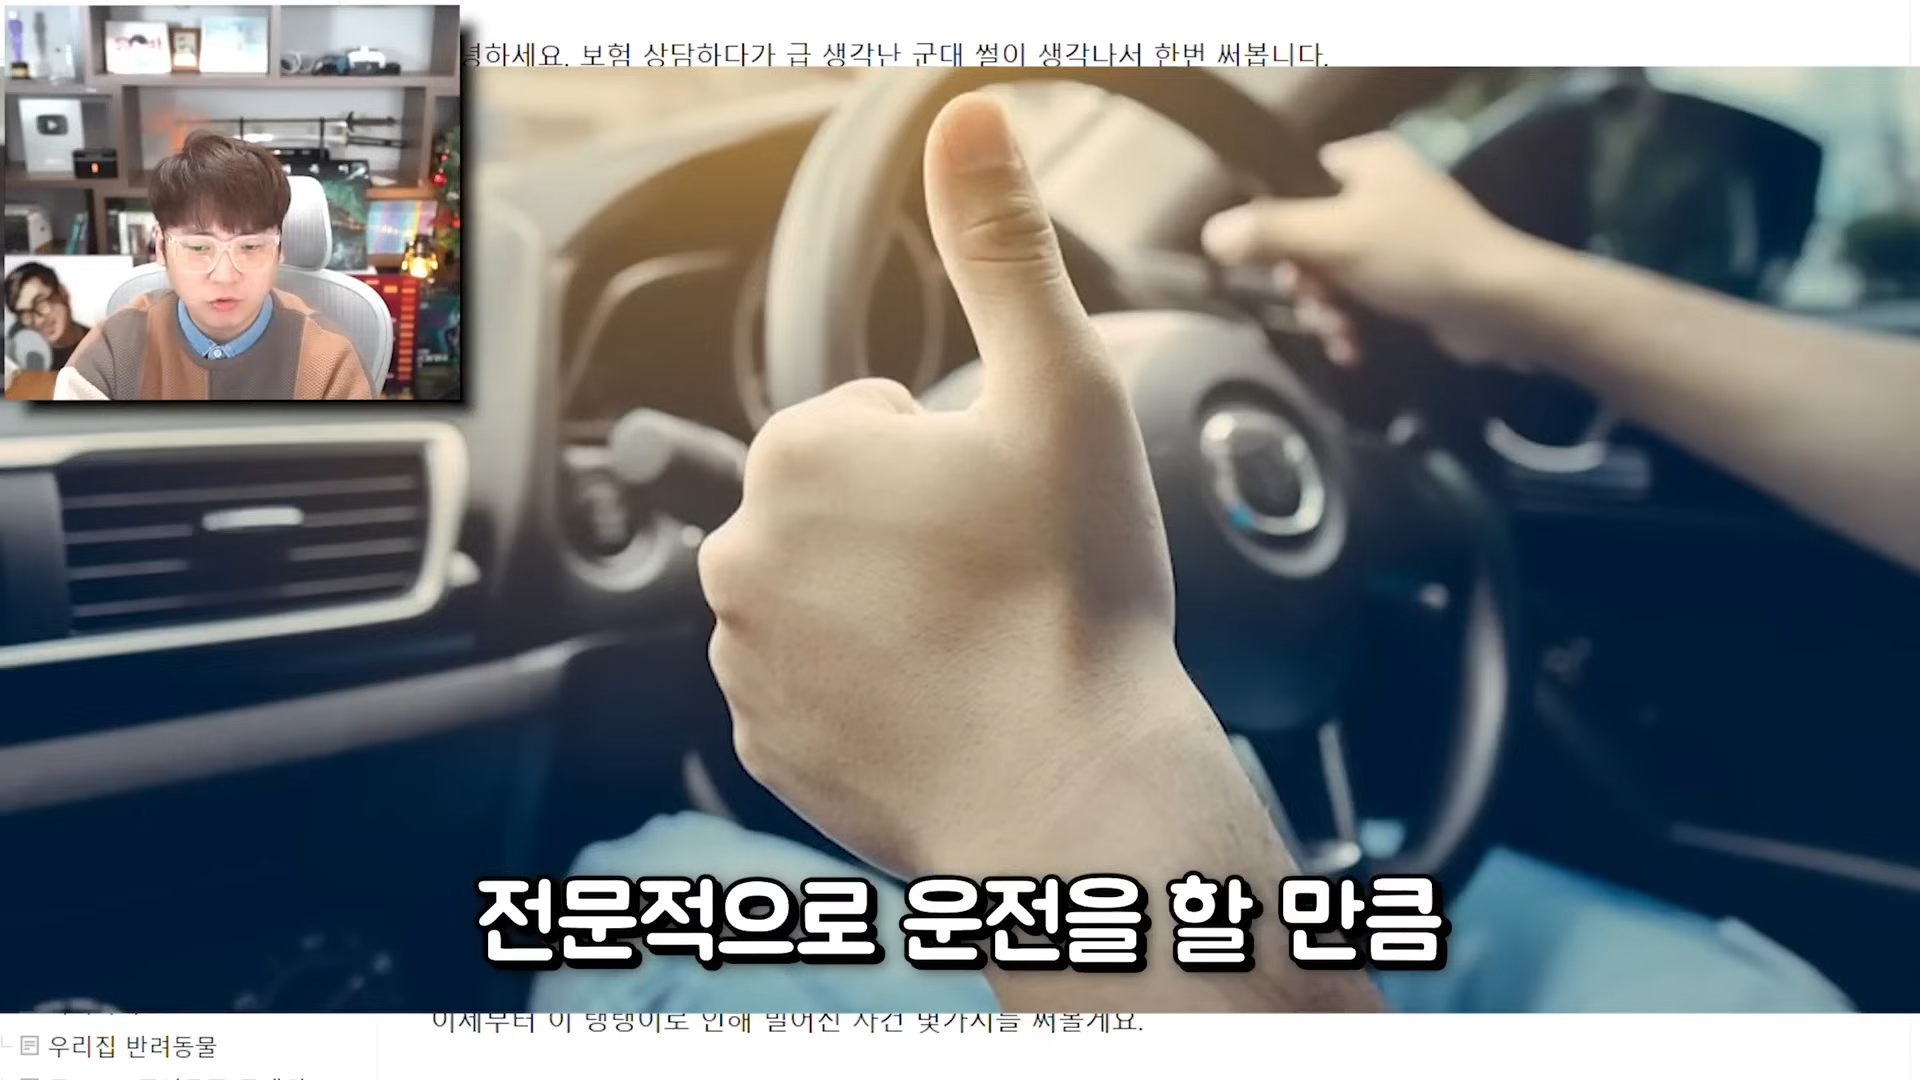 하세요. 보험 상담하다가 급 생각난 군대 썰이 생각나서 한번 써봅니다.
전문적으로 운전을 할 만큼
이제부터 이 땡땡이로 인해 벌어진 사건 몇가지를 써볼게요.
우리집 반려동물